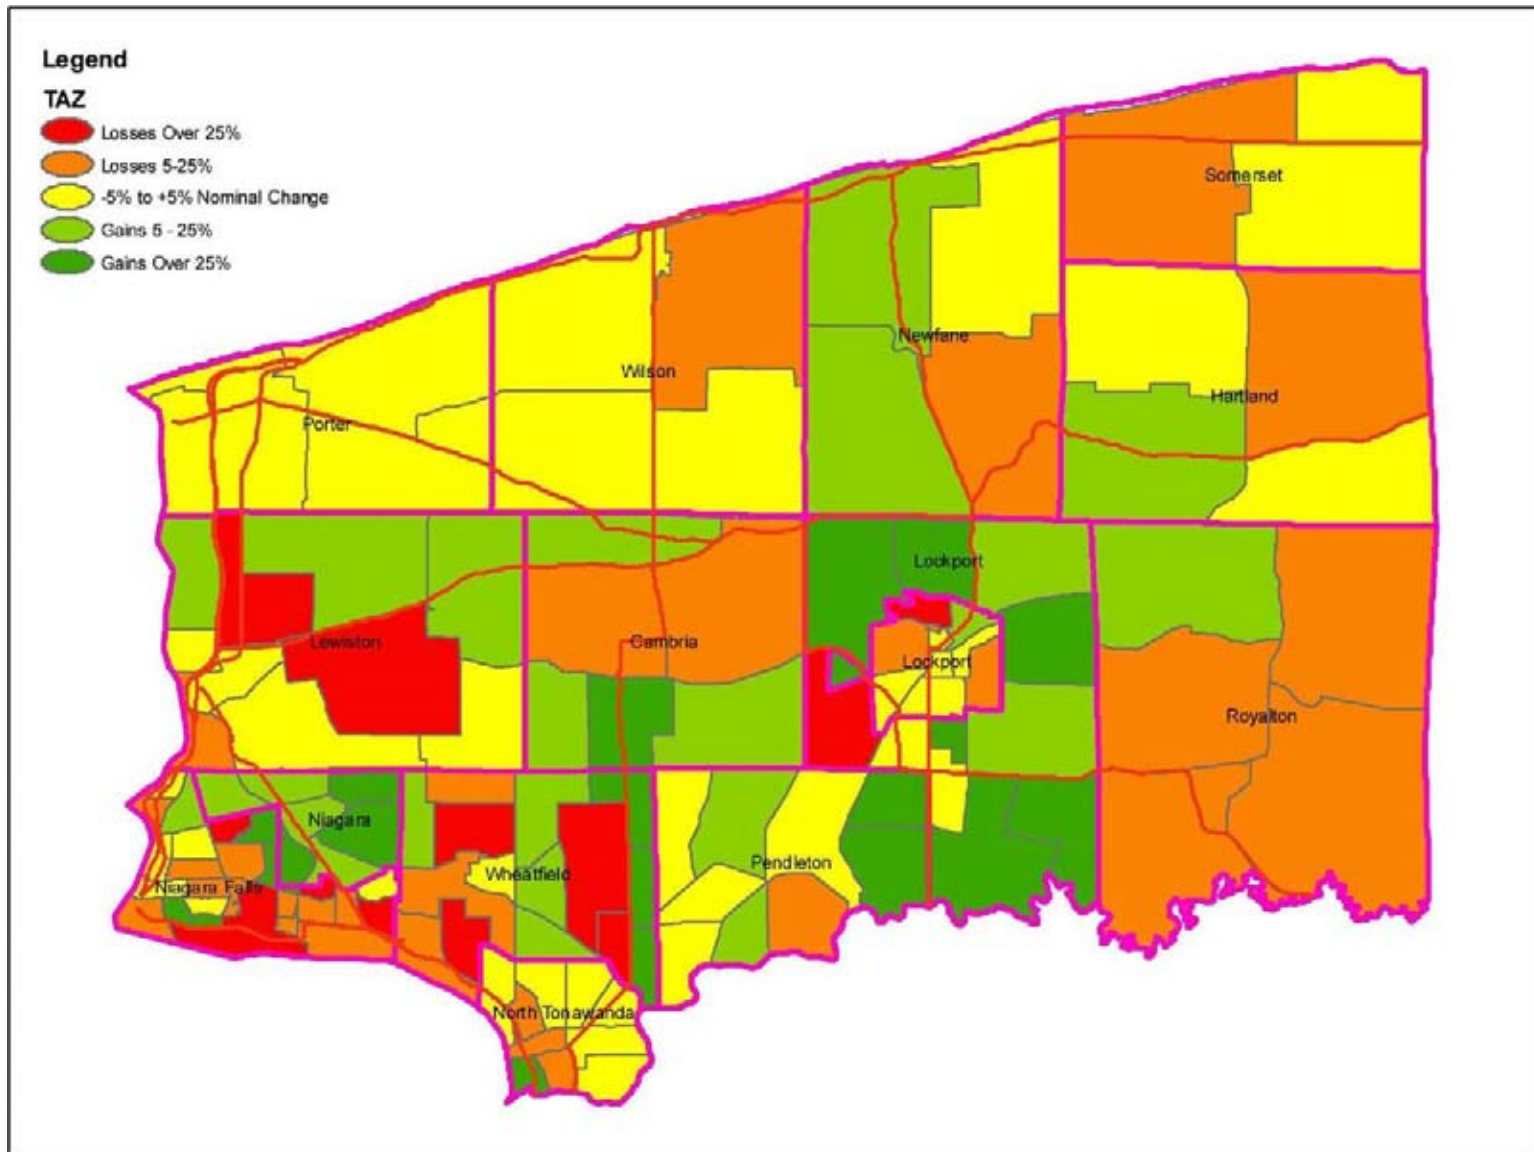 Legend
TAZ
Losses Over 25%
Losses 5-25%
-5% to +5% Nominal Change
Gains 5 - 25%
Gains Over 25%
Somerset
Newfane
Wilson
Hartland
Porter
Lockport
Lewiston
Cambria
Lockport
Royalton
Niagara
Pendleton
Wheatfield
Niagara Falls
North Tonawanda